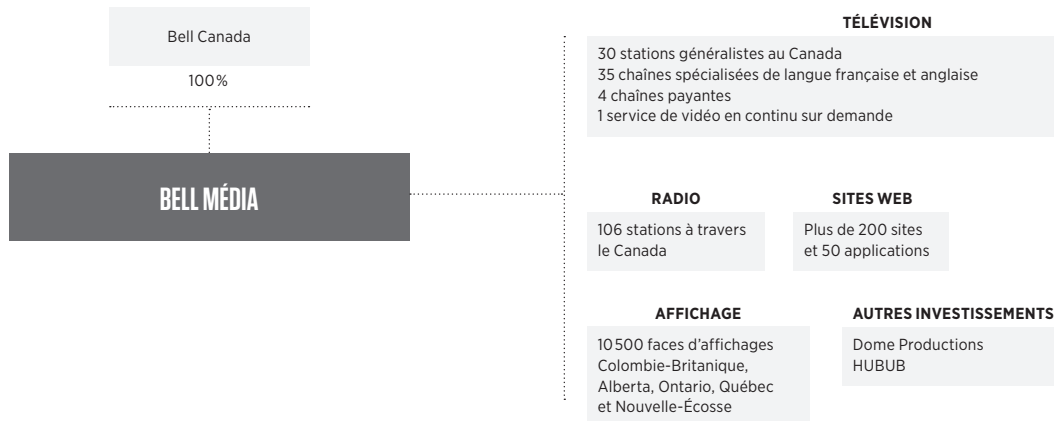 Bell Canada
100%
BELL MÉDIA
TÉLÉVISION
30 stations généralistes au Canada
35 chaînes spécialisées de langue française et anglaise
4 chaînes payantes
1 service de vidéo en continu sur demande
RADIO
106 stations à travers
le Canada
SITES WEB
Plus de 200 sites
et 50 applications
AFFICHAGE
10 500 faces d’affichages
Colombie-Britanique,
Alberta, Ontario, Québec
et Nouvelle-Écosse
AUTRES INVESTISSEMENTS
Dome Productions
HUBUB